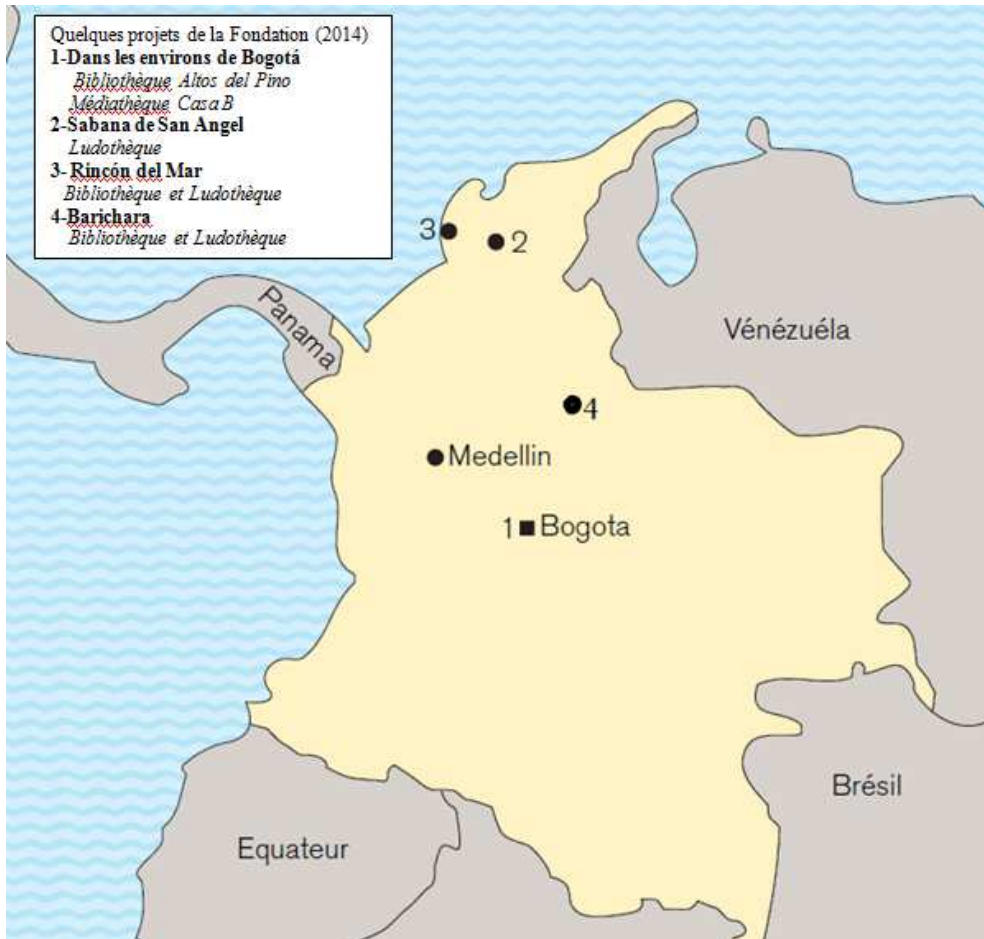 Quelques projets de la Fondation (2014)
1-Dans les environs de Bogotá
Bibliothèque Altos del Pino
Médiathèque Casa B
2-Sabana de San Angel
Ludothèque
3- Rincón del Mar
Bibliothèque et Ludothèque
4-Barichara
Bibliothèque et Ludothèque
3
2
Panama
Vénézuéla
4
Medellin
1 Bogota
Brésil
Equateur